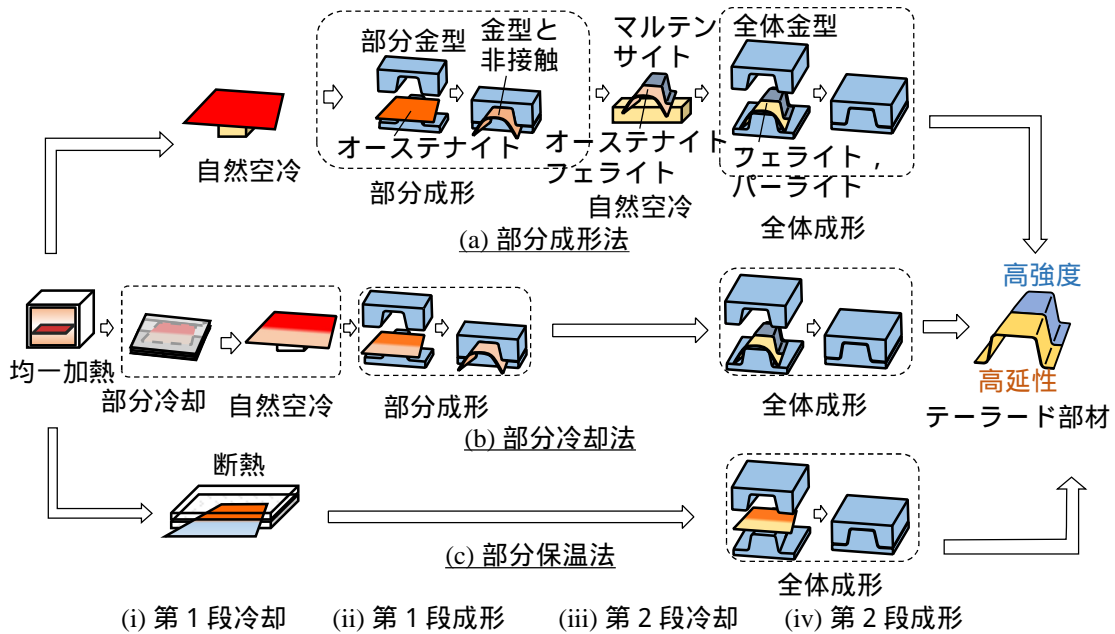 部分金型
金型と
非接触
マルテン
サイト
全体金型
オーステナイト
オーステナイト,
フェライト
フェライト,
パーライト
自然空冷
部分成形
自然空冷
全体成形
(a) 部分成形法
高強度
均一加熱
部分冷却
自然空冷
部分成形
全体成形
高延性
テーラード部材
(b) 部分冷却法
断熱
(c) 部分保温法
全体成形
(i) 第1段冷却
(ii) 第1段成形
(iii) 第2段冷却
(iv) 第2段成形